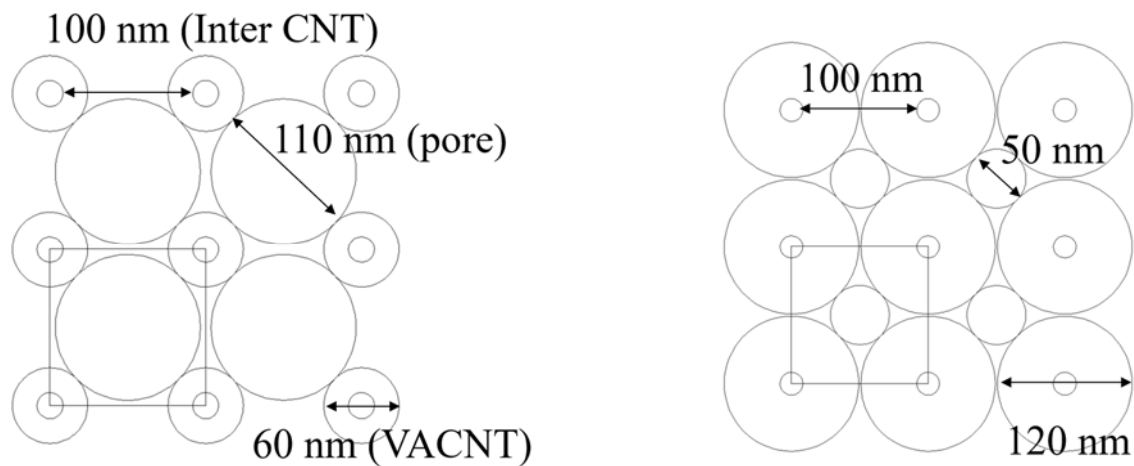 100 nm (Inter CNT)
110 nm (pore)
60 nm (VACNT)
100 nm
50 nm
120 nm